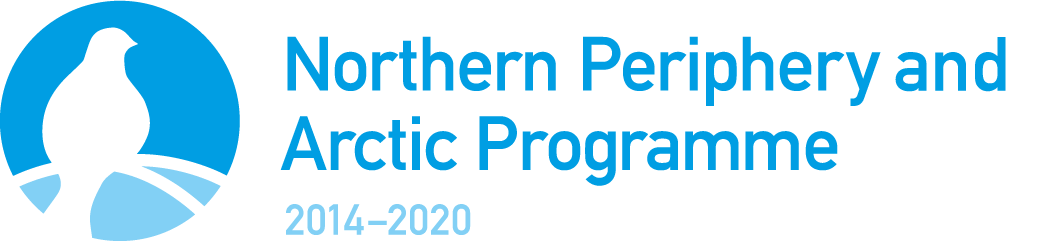 Northern Periphery and
Arctic Programme
2014–2020